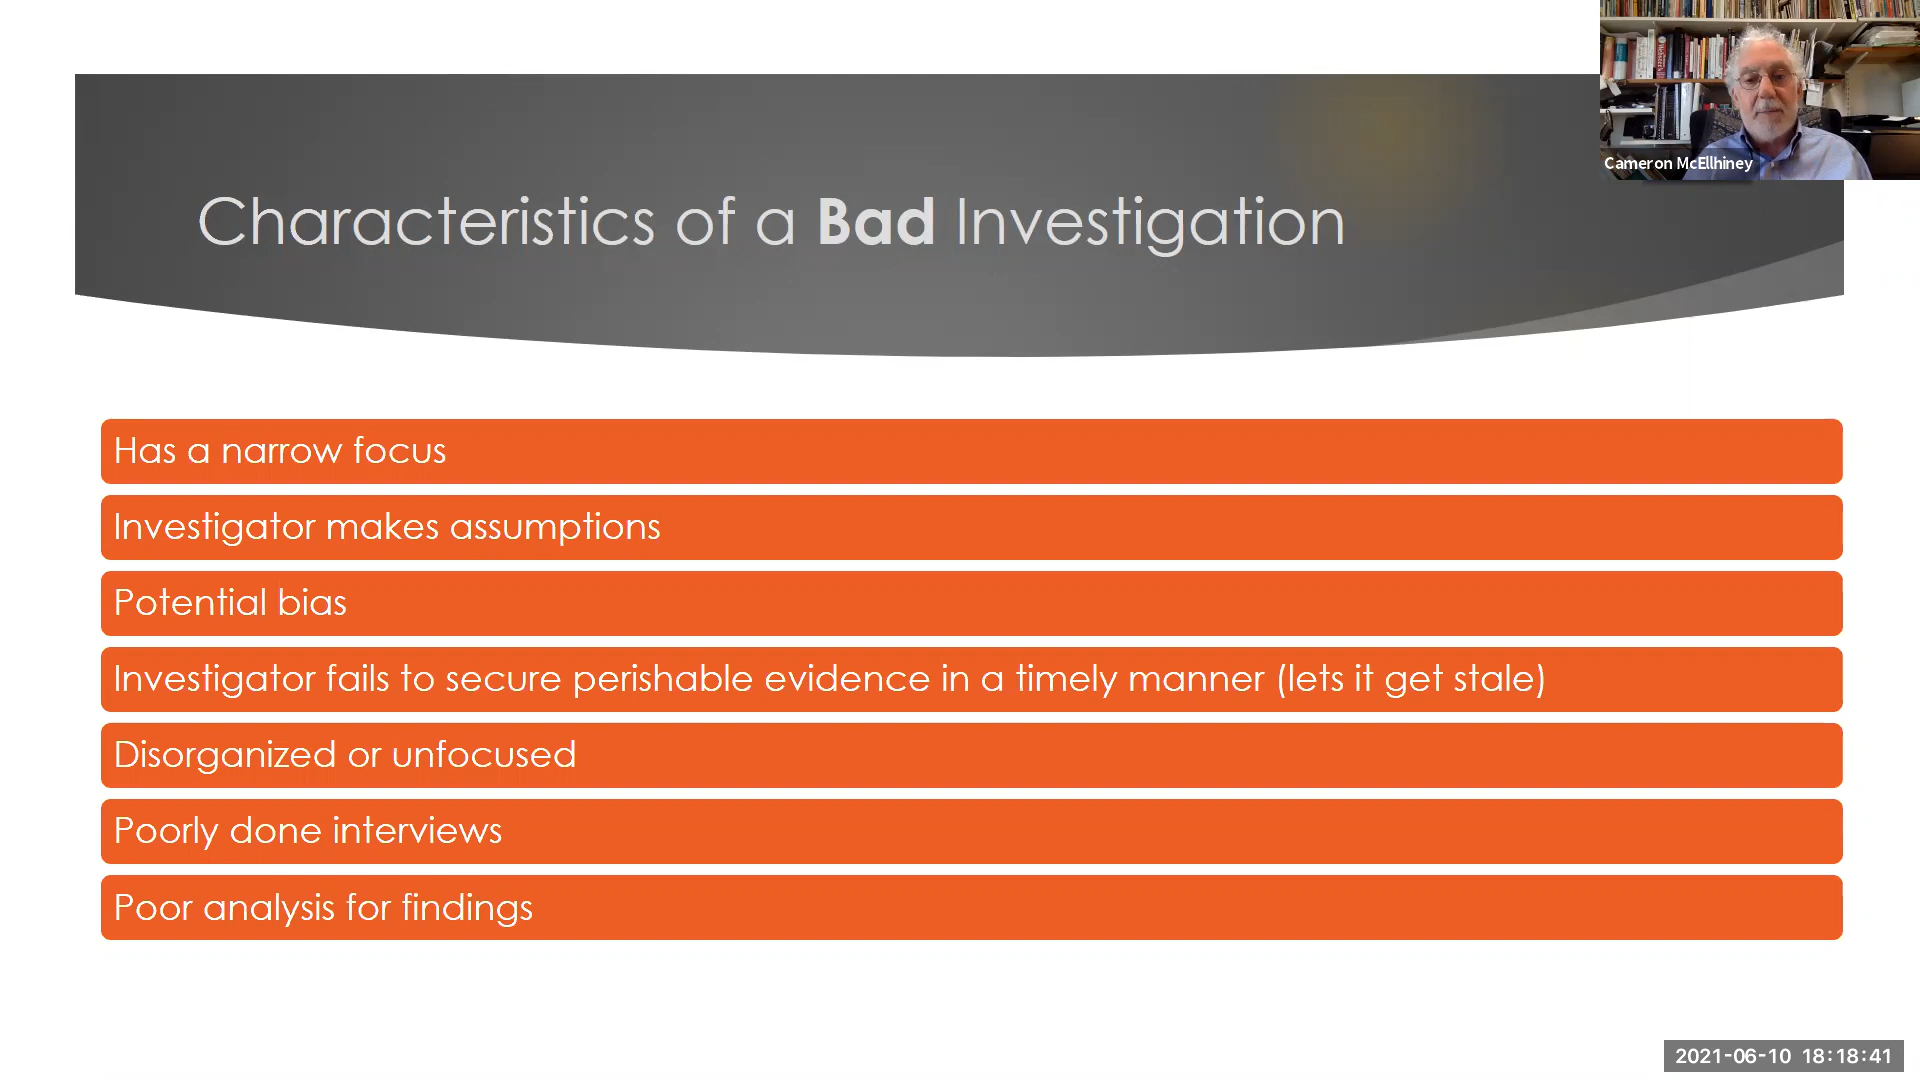 Cameron McEllhiney
Characteristics of a Bad Investigation
Has a narrow focus
Investigator makes assumptions
Potential bias
Investigator fails to secure perishable evidence in a timely manner (lets it get stale)
Disorganized or unfocused
Poorly done interviews
Poor analysis for findings
2021-06-10 18:18:41